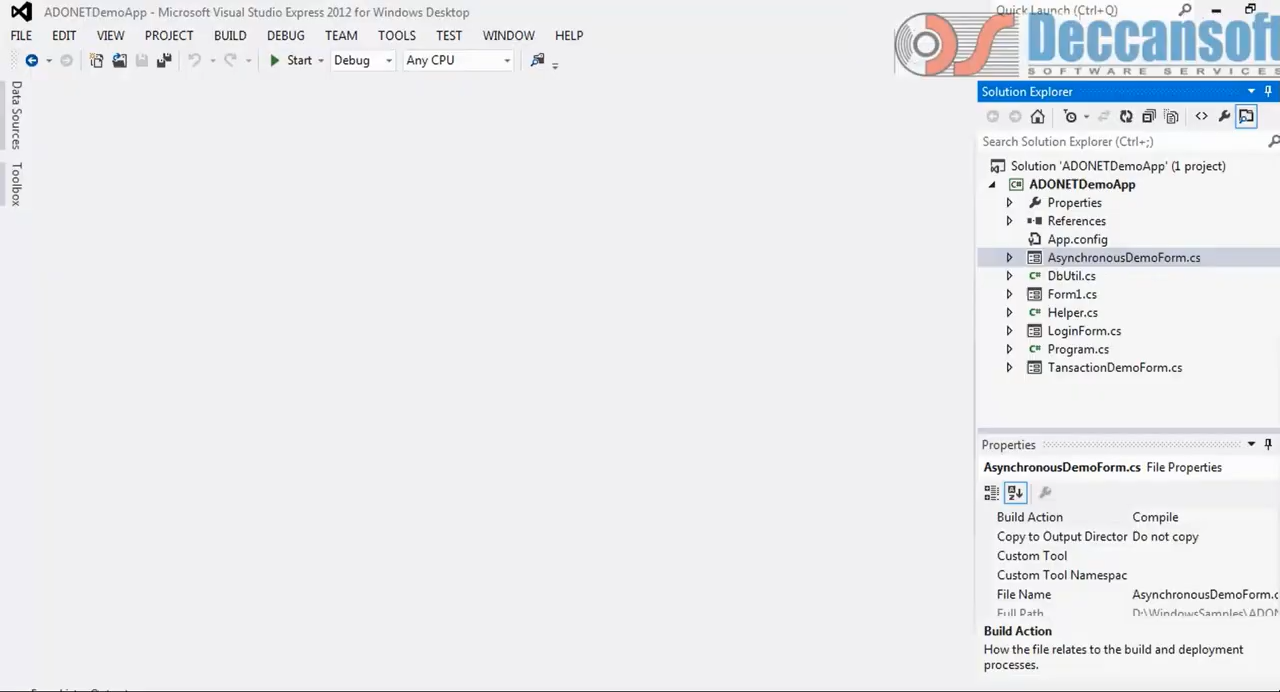 ADONETDemoApp - Microsoft Visual Studio Express 2012 for Windows Desktop
Quick Launch (Ctrl+Q)
FILE EDIT VIEW PROJECT BUILD DEBUG TEAM TOOLS TEST WINDOW HELP
Deccansoft
SOFTWARE SERVICES
Start Debug Any CPU
Data Sources
Toolbox
Solution Explorer
Search Solution Explorer (Ctrl+;)
Solution 'ADONETDemoApp' (1 project)
ADONETDemoApp
Properties
References
App.config
AsynchronousDemoForm.cs
DbUtil.cs
Form1.cs
Helper.cs
LoginForm.cs
Program.cs
TansactionDemoForm.cs
Properties
AsynchronousDemoForm.cs File Properties
Build Action Compile
Copy to Output Director Do not copy
Custom Tool
Custom Tool Namespac
File Name AsynchronousDemoForm.c
Full Path D:\WindowsSamples\ADON
Build Action
How the file relates to the build and deployment
processes.